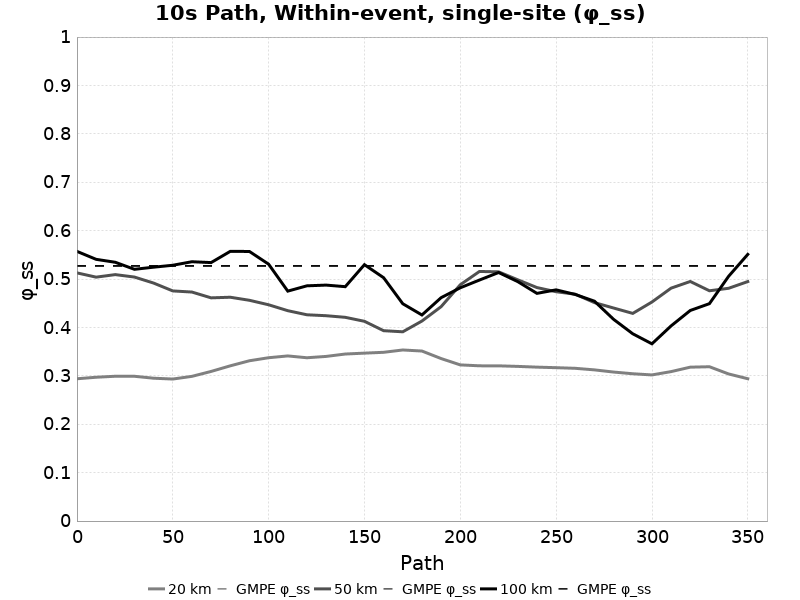 10s Path, Within-event, single-site (φ_ss)
1
0.9
0.8
0.7
0.6
0.5
0.4
0.3
0.2
0.1
0
φ_ss
0 50 100 150 200 250 300 350
Path
20 km GMPE φ_ss 50 km GMPE φ_ss 100 km GMPE φ_ss